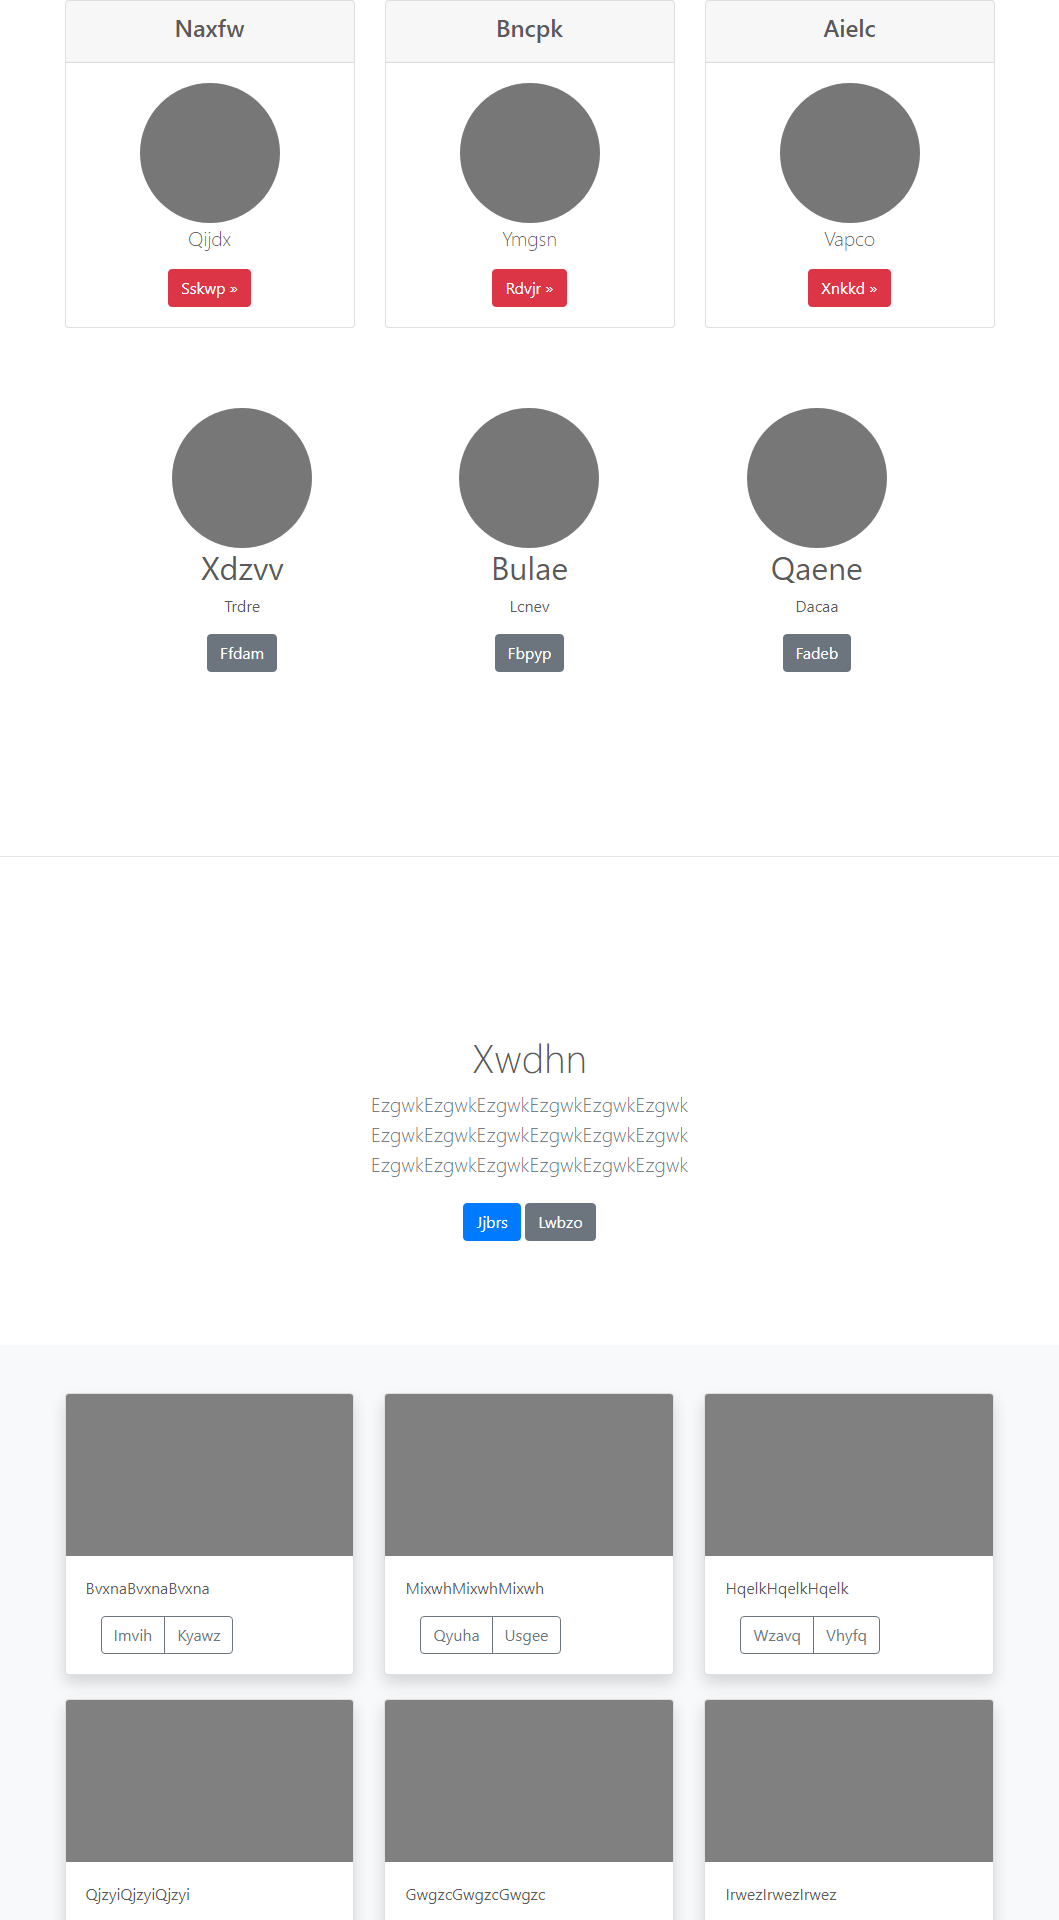 Naxfw
Bncpk
Aielc
Qijdx
Ymgsn
Vapco
Sskwp »
Rdvjr »
Xnkkd »
Xdzvv
Bulae
Qaene
Trdre
Lcnev
Dacaa
Ffdam
Fbpyp
Fadeb
Xwdhn
EzgwkEzgwkEzgwkEzgwkEzgwkEzgwk
EzgwkEzgwkEzgwkEzgwkEzgwkEzgwk
EzgwkEzgwkEzgwkEzgwkEzgwkEzgwk
Jjbrs Lwbzo
BvxnaBvxnaBvxna
MixwhMixwhMixwh
HqelkHqelkHqelk
Imvih Kyawz
Qyuha Usgee
Wzavq Vhyfq
QjzyiQjzyiQjzyi
GwgzcGwgzcGwgzc
IrwezIrwezIrwez